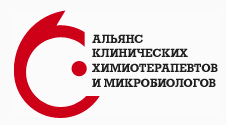 АЛЬЯНС
КЛИНИЧЕСКИХ
ХИМИОТЕРАПЕВТОВ
И МИКРОБИОЛОГОВ